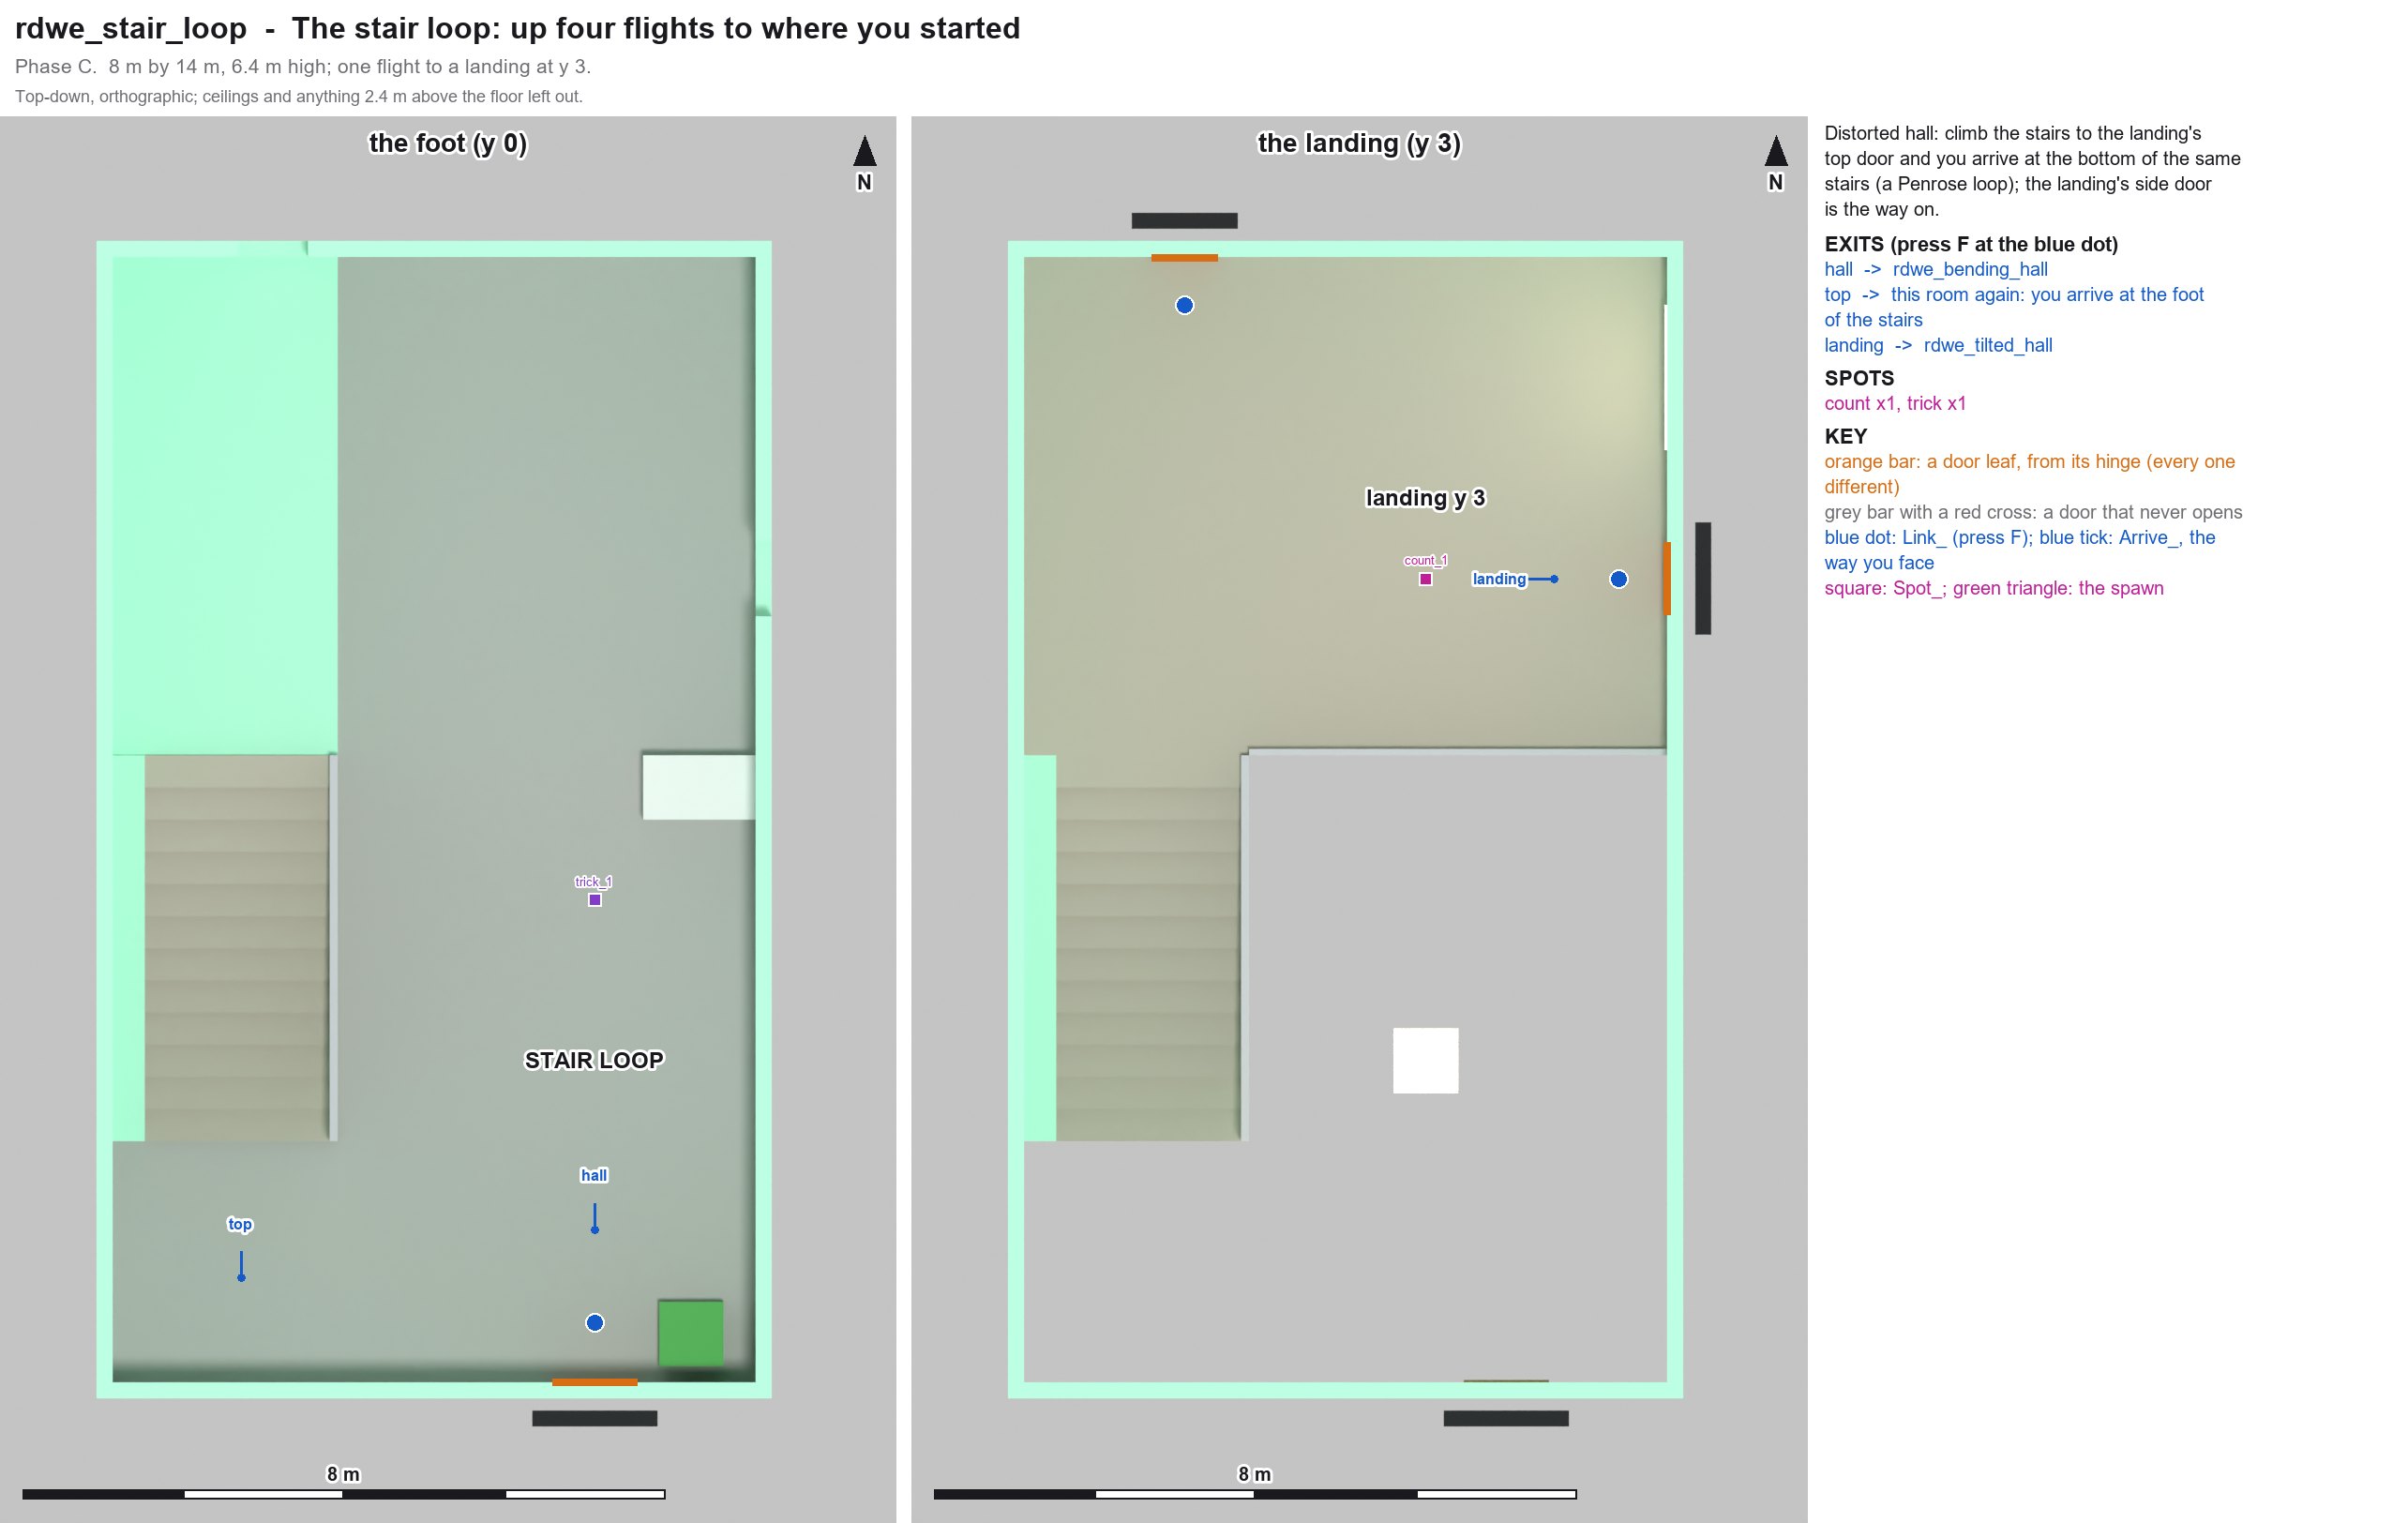 rdwe_stair_loop - The stair loop: up four flights to where you started
Phase C. 8 m by 14 m, 6.4 m high; one flight to a landing at y 3.
Top-down, orthographic; ceilings and anything 2.4 m above the floor left out.
the foot (y 0)
N
trick_1
STAIR LOOP
hall
top
8 m
the landing (y 3)
N
landing y 3
count_1
landing
8 m
Distorted hall: climb the stairs to the landing's
top door and you arrive at the bottom of the same
stairs (a Penrose loop); the landing's side door
is the way on.
EXITS (press F at the blue dot)
hall -> rdwe_bending_hall
top -> this room again: you arrive at the foot
of the stairs
landing -> rdwe_tilted_hall
SPOTS
count x1, trick x1
KEY
orange bar: a door leaf, from its hinge (every one
different)
grey bar with a red cross: a door that never opens
blue dot: Link_ (press F); blue tick: Arrive_, the
way you face
square: Spot_; green triangle: the spawn